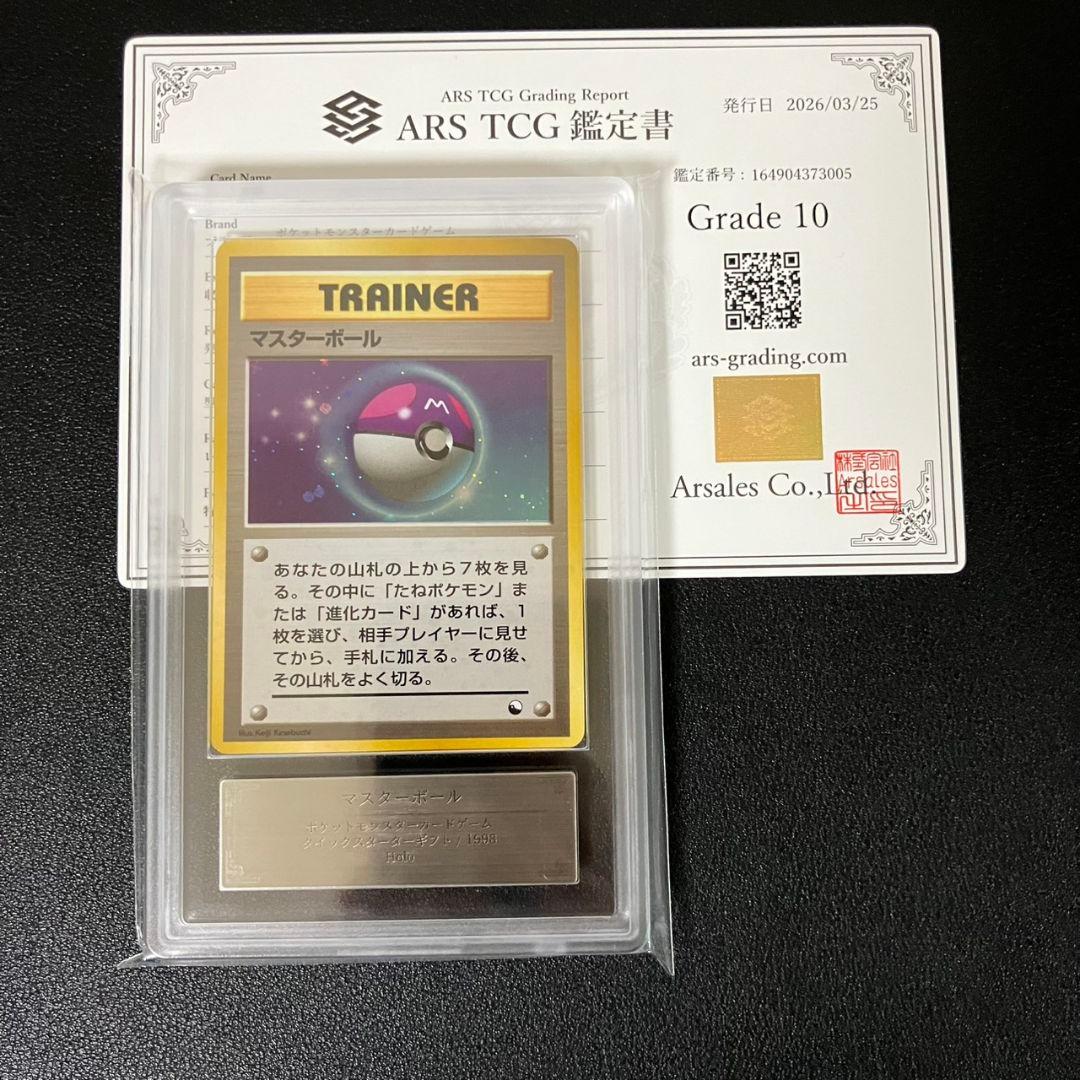 ARS TCG Grading Report
ARS TCG 鑑定書
発行日 2026/03/25
Card Name
鑑定番号 : 164904373005
Brand
ポケットモンスターカードゲーム
Grade 10
ars-grading.com
Arsales Co.,Ltd.
株式会社
Arsales
之印
TRAINER
マスターボール
M
あなたの山札の上から7枚を見
る。その中に「たねポケモン」ま
たは「進化カード」があれば、1
枚を選び、相手プレイヤーに見せ
てから、手札に加える。その後、
その山札をよく切る。
Illus. Keiji Kinebuchi
マスターボール
ポケットモンスターカードゲーム
クイックスターターギフト / 1998
Holo